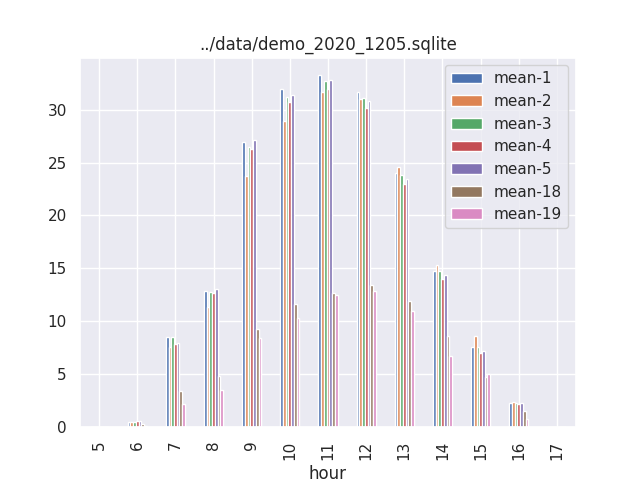 ../data/demo_2020_1205.sqlite
mean-1
mean-2
mean-3
mean-4
mean-5
mean-18
mean-19
30
25
20
15
10
5
0
5 6 7 8 9 10 11 12 13 14 15 16 17
hour